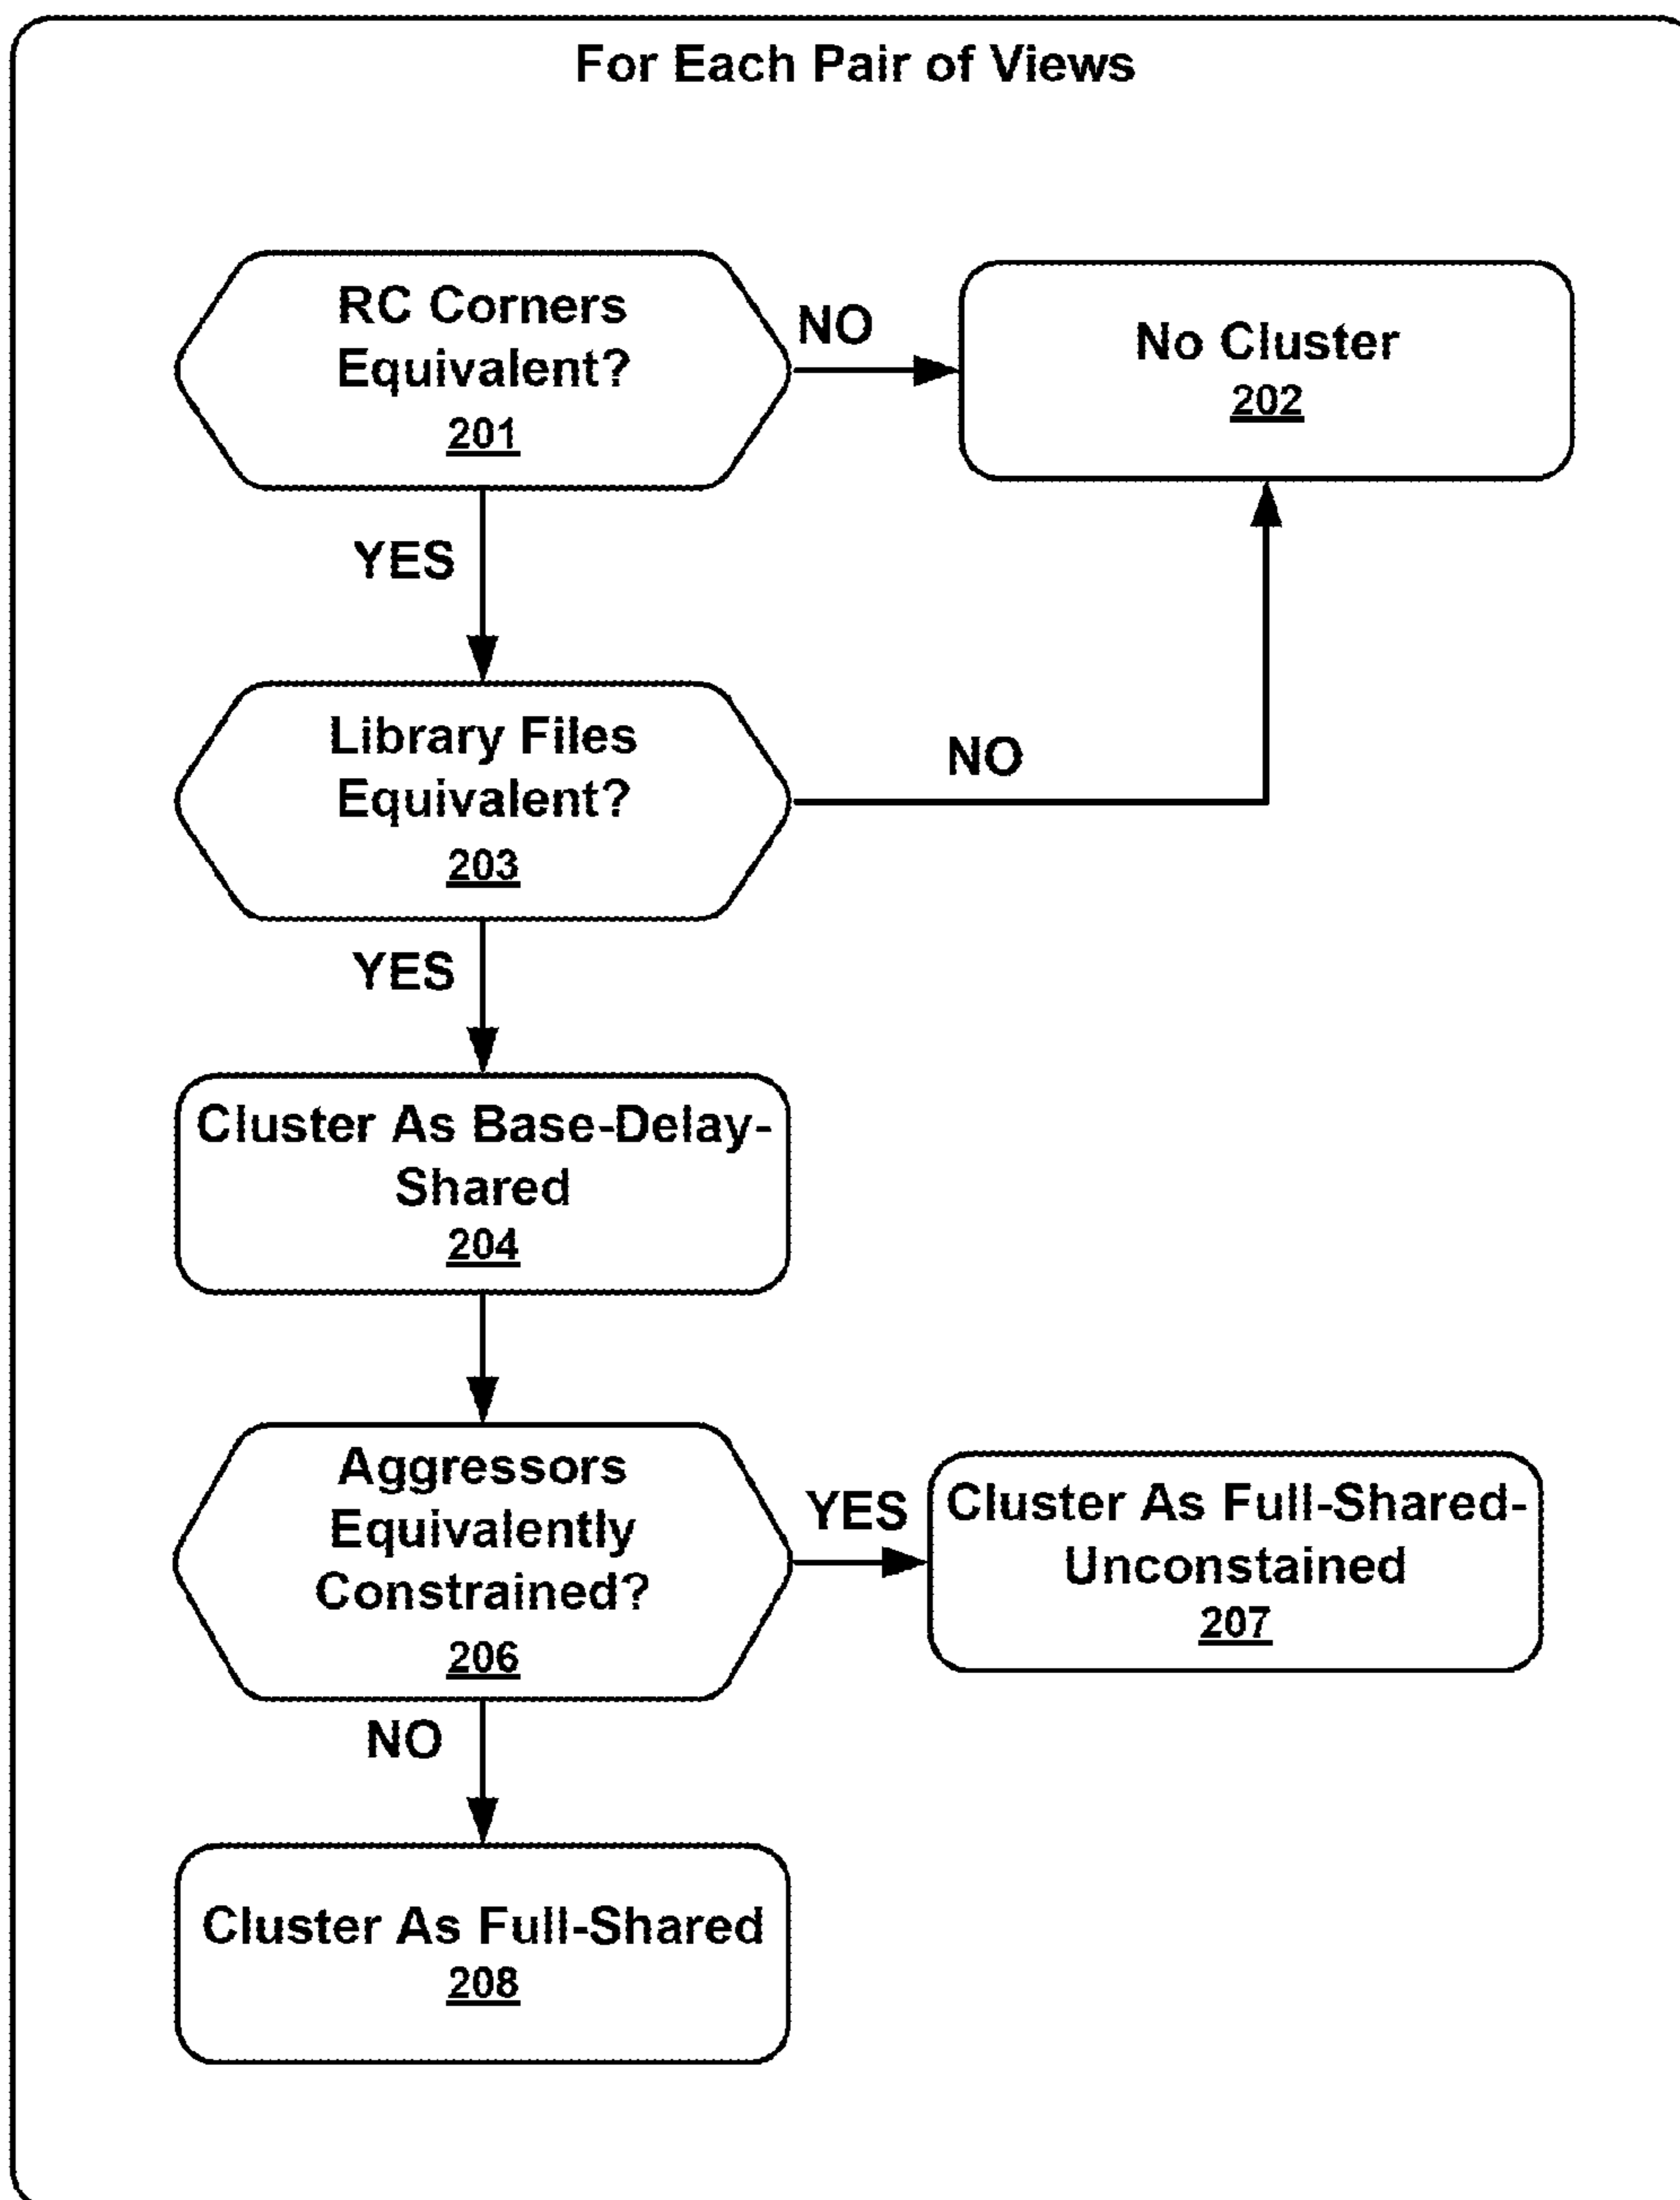 For Each Pair of Views
RC Corners
Equivalent?
201
NO
No Cluster
202
YES
Library Files
Equivalent?
203
NO
YES
Cluster As Base-Delay-
Shared
204
Aggressors
Equivalently
Constrained?
206
YES
Cluster As Full-Shared-
Unconstained
207
NO
Cluster As Full-Shared
208